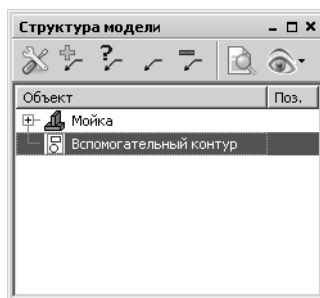 Структура модели
Объект Поз.
Мойка
Вспомогательный контур